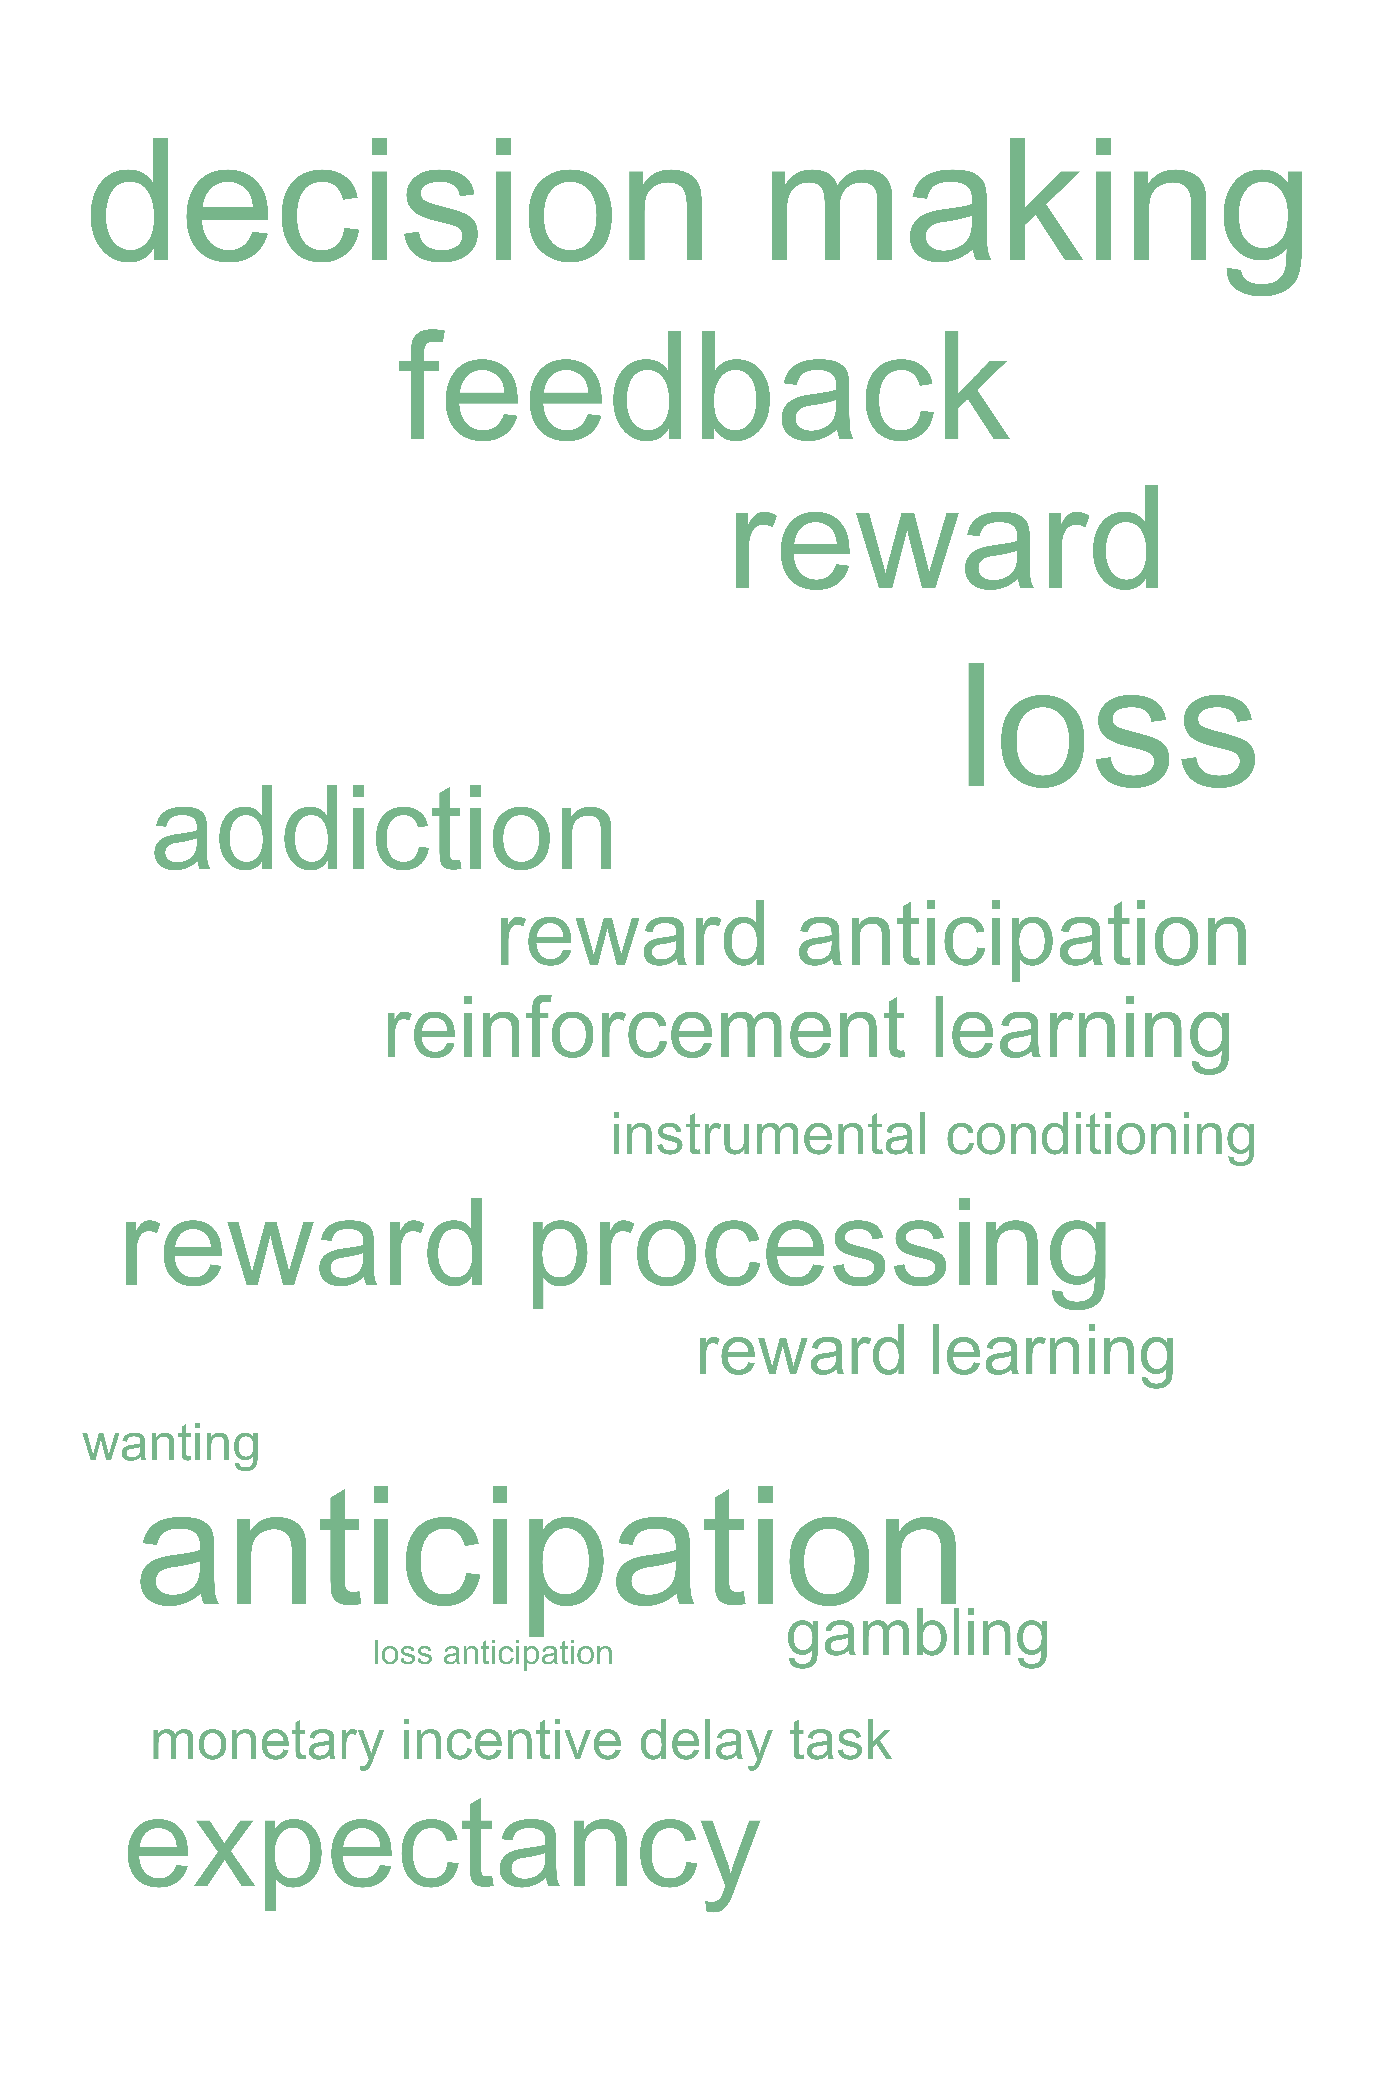 decision making
feedback
reward
loss
addiction
reward anticipation
reinforcement learning
instrumental conditioning
reward processing
reward learning
wanting
anticipation
gambling
loss anticipation
monetary incentive delay task
expectancy